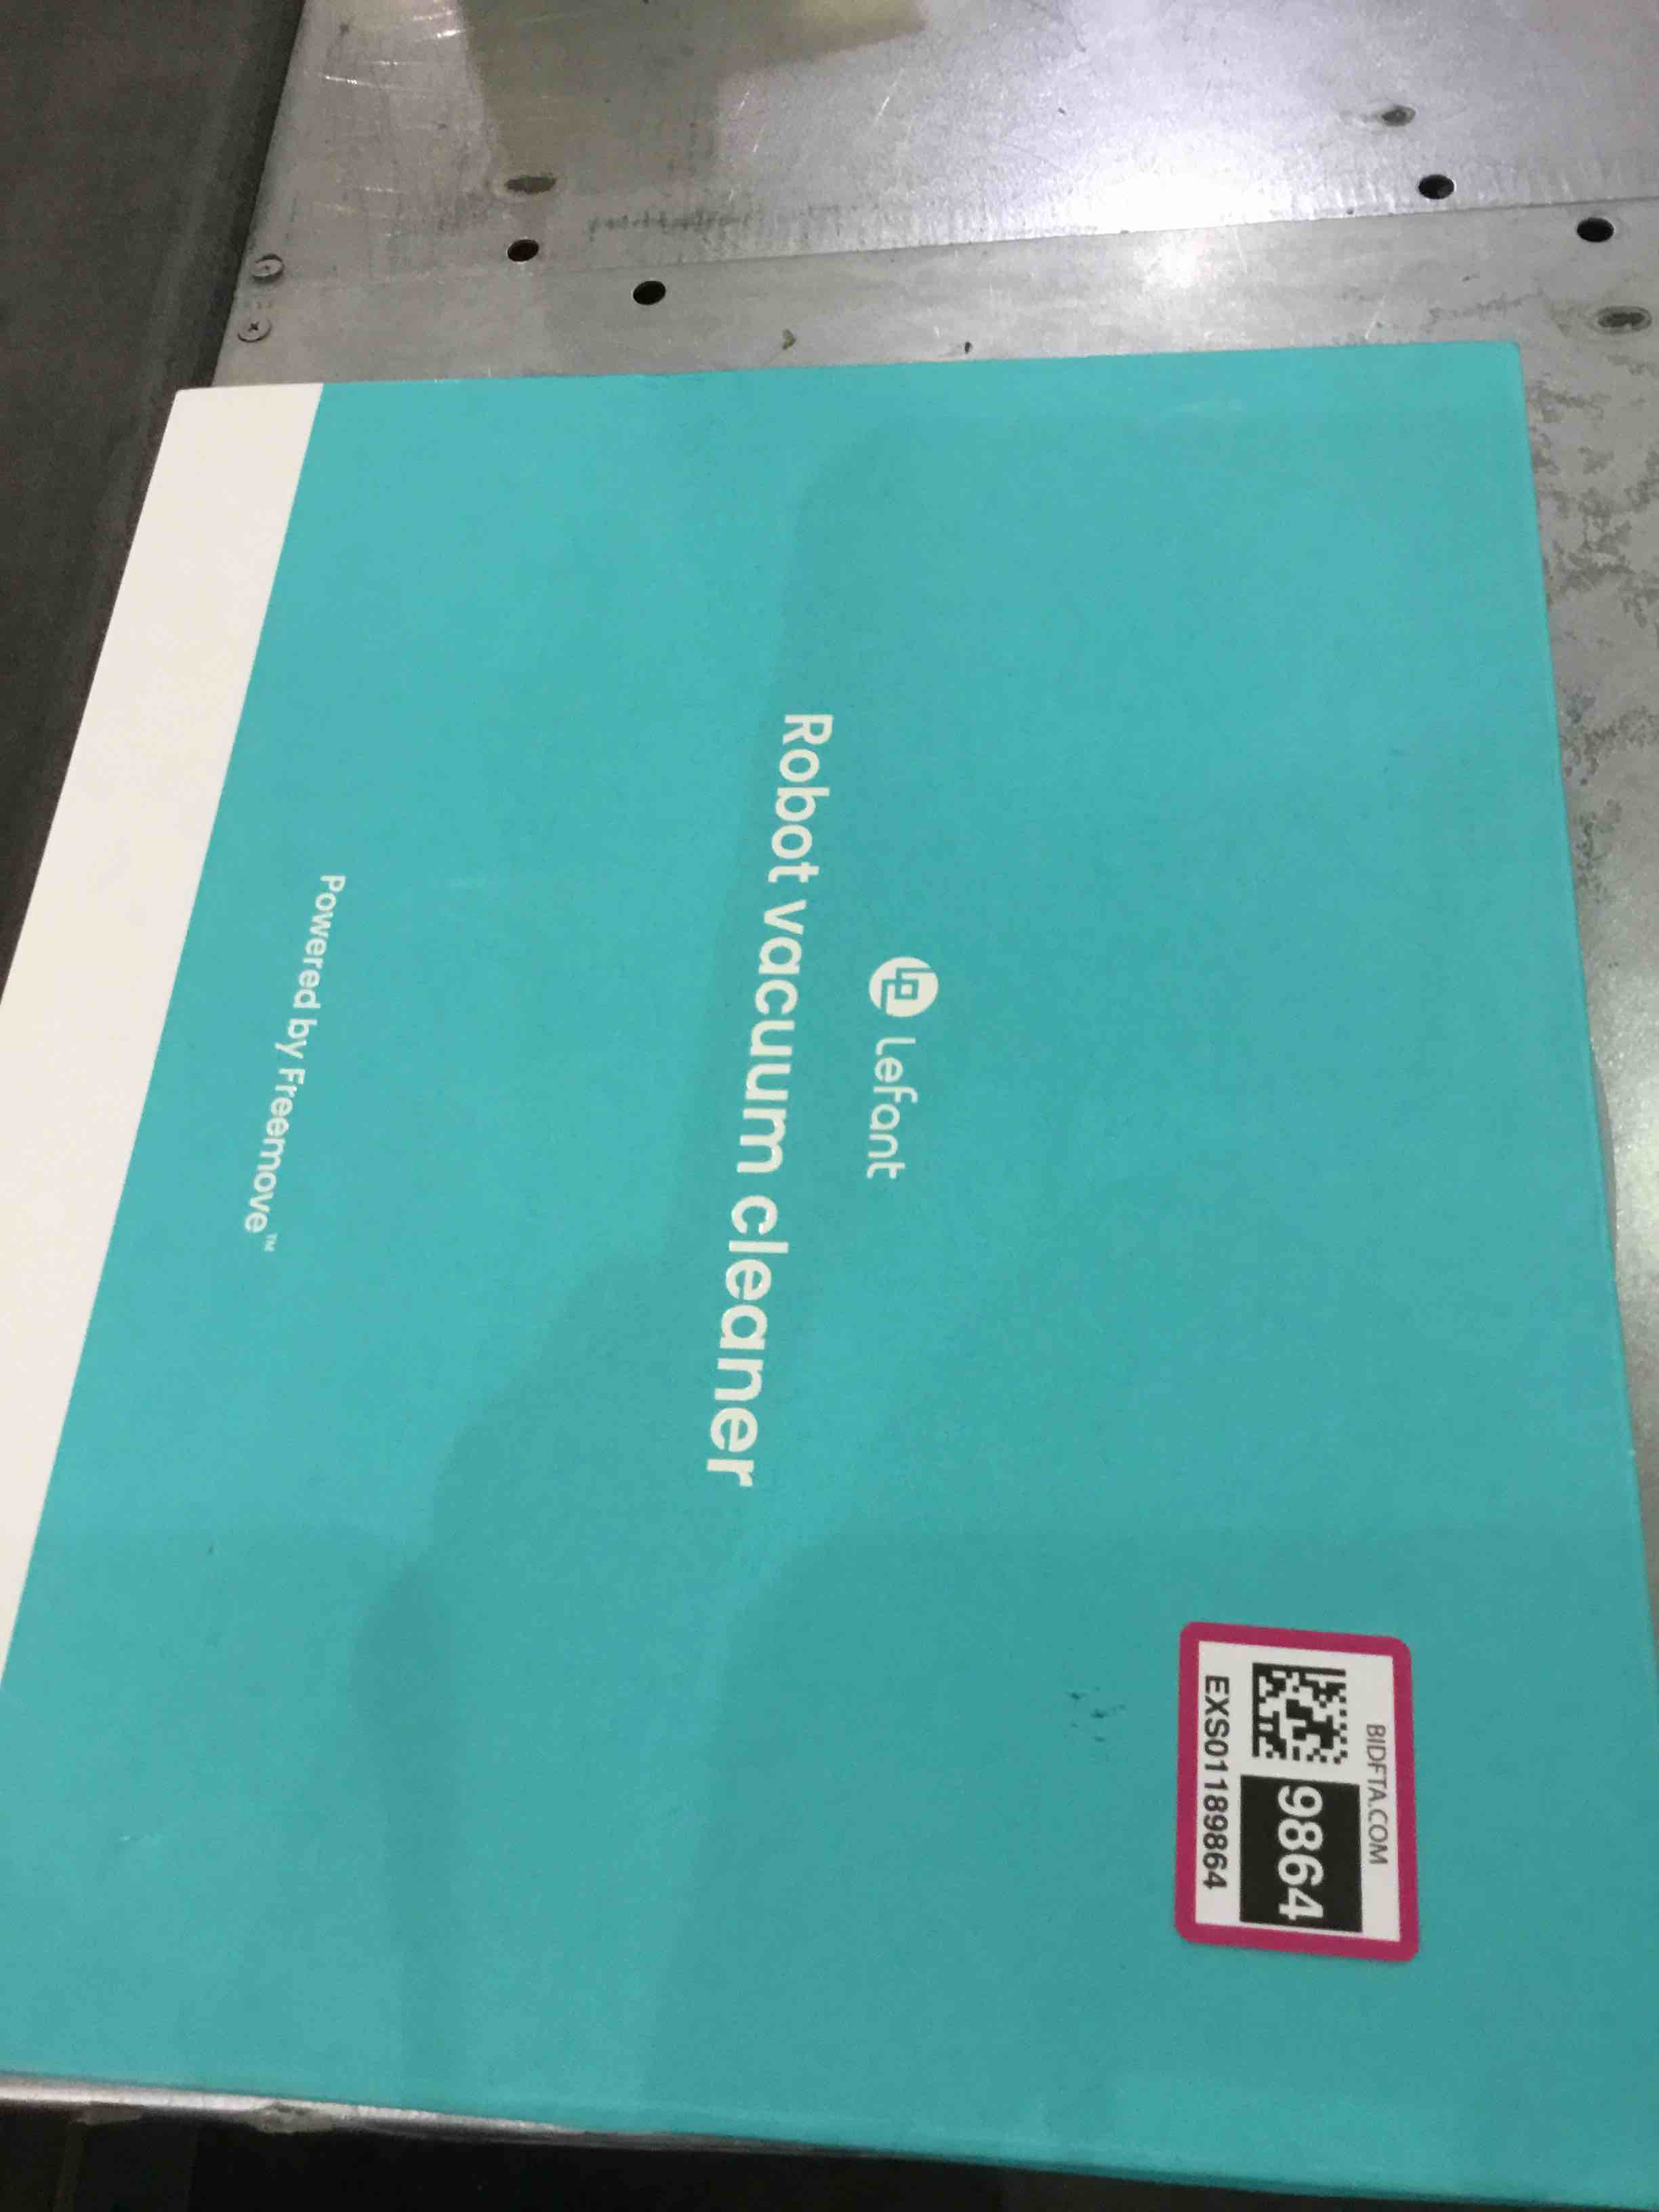 Lefant
Robot vacuum cleaner
Powered by Freemove™
BIDFTA.COM
9864
EXS01189864